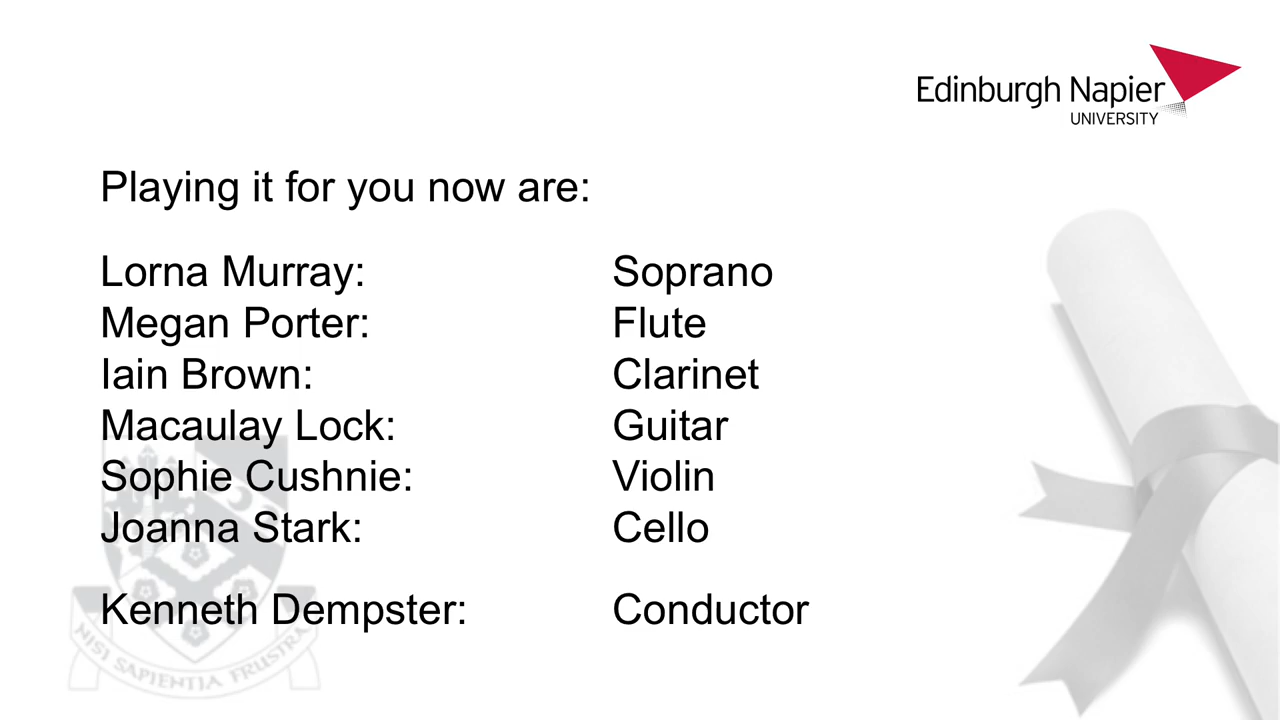 Edinburgh Napier
UNIVERSITY
Playing it for you now are:
Lorna Murray: Soprano
Megan Porter: Flute
Iain Brown: Clarinet
Macaulay Lock: Guitar
Sophie Cushnie: Violin
Joanna Stark: Cello
Kenneth Dempster: Conductor
NISI SAPIENTIA FRUSTRA